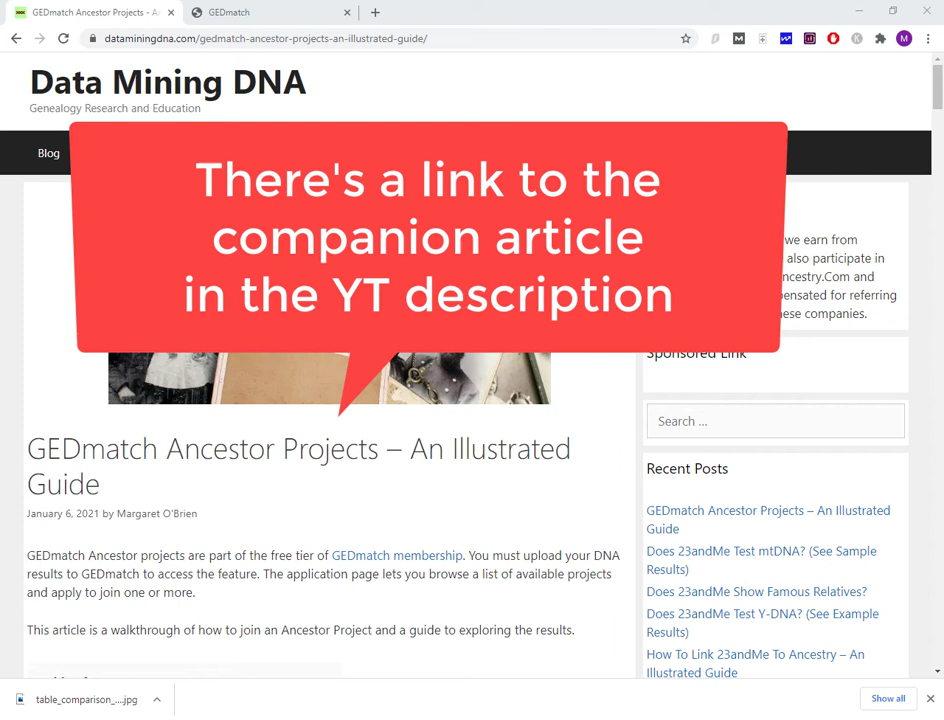 GEDmatch Ancestor Projects – An
GEDmatch
dataminingdna.com/gedmatch-ancestor-projects-an-illustrated-guide/
M
Data Mining DNA
Genealogy Research and Education
Blog
There's a link to the
companion article
in the YT description
we earn from
also participate in
ncestry.Com and
pensated for referring
hese companies.
Sponsored Link
Search ...
GEDmatch Ancestor Projects – An Illustrated
Guide
January 6, 2021 by Margaret O'Brien
GEDmatch Ancestor projects are part of the free tier of GEDmatch membership. You must upload your DNA
results to GEDmatch to access the feature. The application page lets you browse a list of available projects
and apply to join one or more.
This article is a walkthrough of how to join an Ancestor Project and a guide to exploring the results.
Recent Posts
GEDmatch Ancestor Projects – An Illustrated
Guide
Does 23andMe Test mtDNA? (See Sample
Results)
Does 23andMe Show Famous Relatives?
Does 23andMe Test Y-DNA? (See Example
Results)
How To Link 23andMe To Ancestry – An
Illustrated Guide
table_comparison_....jpg
Show all